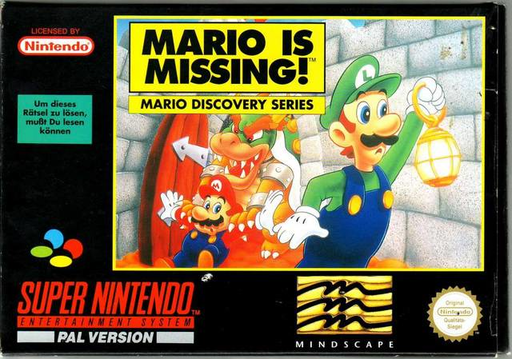 LICENSED BY
Nintendo
MARIO IS
MISSING!™
MARIO DISCOVERY SERIES
Um dieses
Rätsel zu lösen,
mußt Du lesen
können
SUPER NINTENDO
ENTERTAINMENT SYSTEM
PAL VERSION
MINDSCAPE
Original
Nintendo
Qualitäts-
Siegel